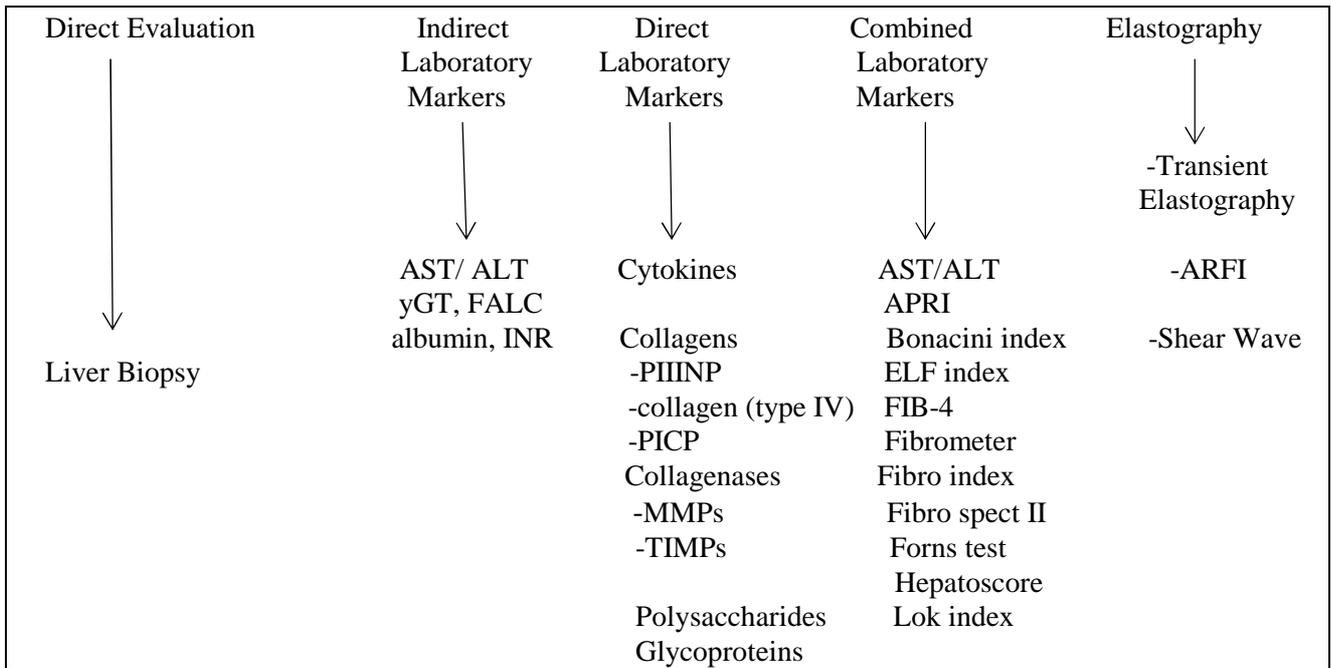 Direct Evaluation
Indirect
Laboratory
Markers
Direct
Laboratory
Markers
Combined
Laboratory
Markers
Elastography
Liver Biopsy
AST/ ALT
yGT, FALC
albumin, INR
Cytokines
Collagens
-PIIINP
-collagen (type IV)
-PICP
Collagenases
-MMPs
-TIMPs
Polysaccharides
Glycoproteins
AST/ALT
APRI
Bonacini index
ELF index
FIB-4
Fibrometer
Fibro index
Fibro spect II
Forns test
Hepatoscore
Lok index
-Transient
Elastography
-ARFI
-Shear Wave